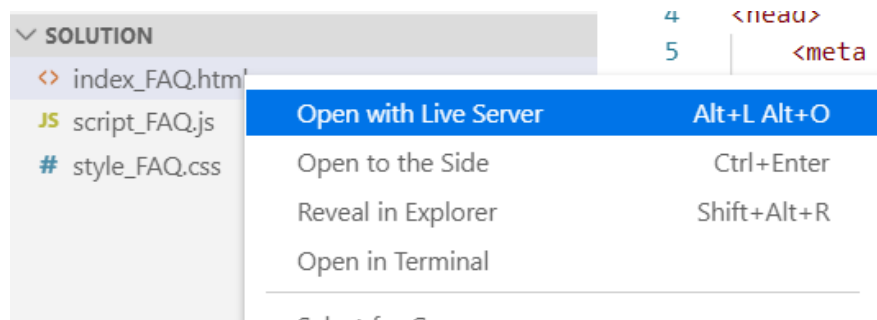 SOLUTION
<> index_FAQ.html
JS script_FAQ.js
# style_FAQ.css
4 <head>
5 <meta
Open with Live Server Alt+L Alt+O
Open to the Side Ctrl+Enter
Reveal in Explorer Shift+Alt+R
Open in Terminal